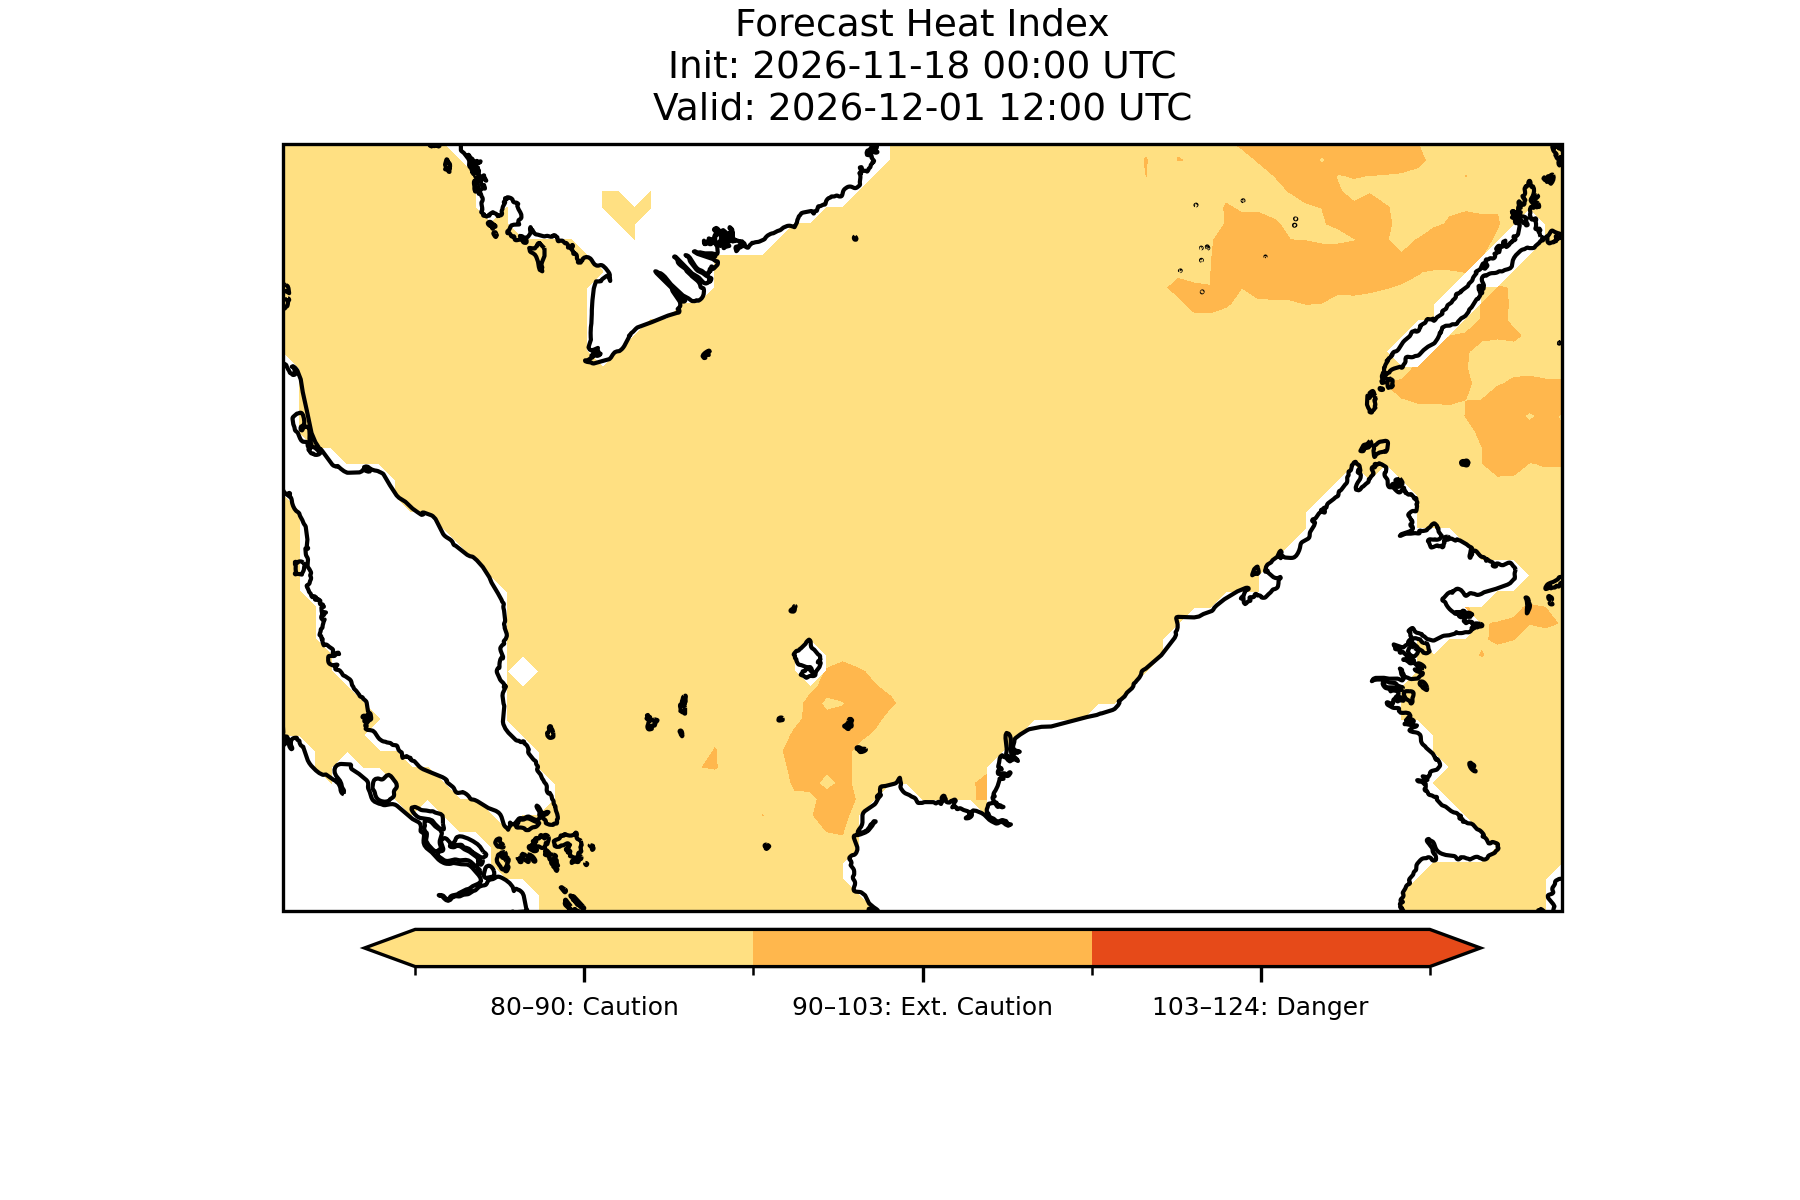 Forecast Heat Index
Init: 2026-11-18 00:00 UTC
Valid: 2026-12-01 12:00 UTC
80–90: Caution
90–103: Ext. Caution
103–124: Danger